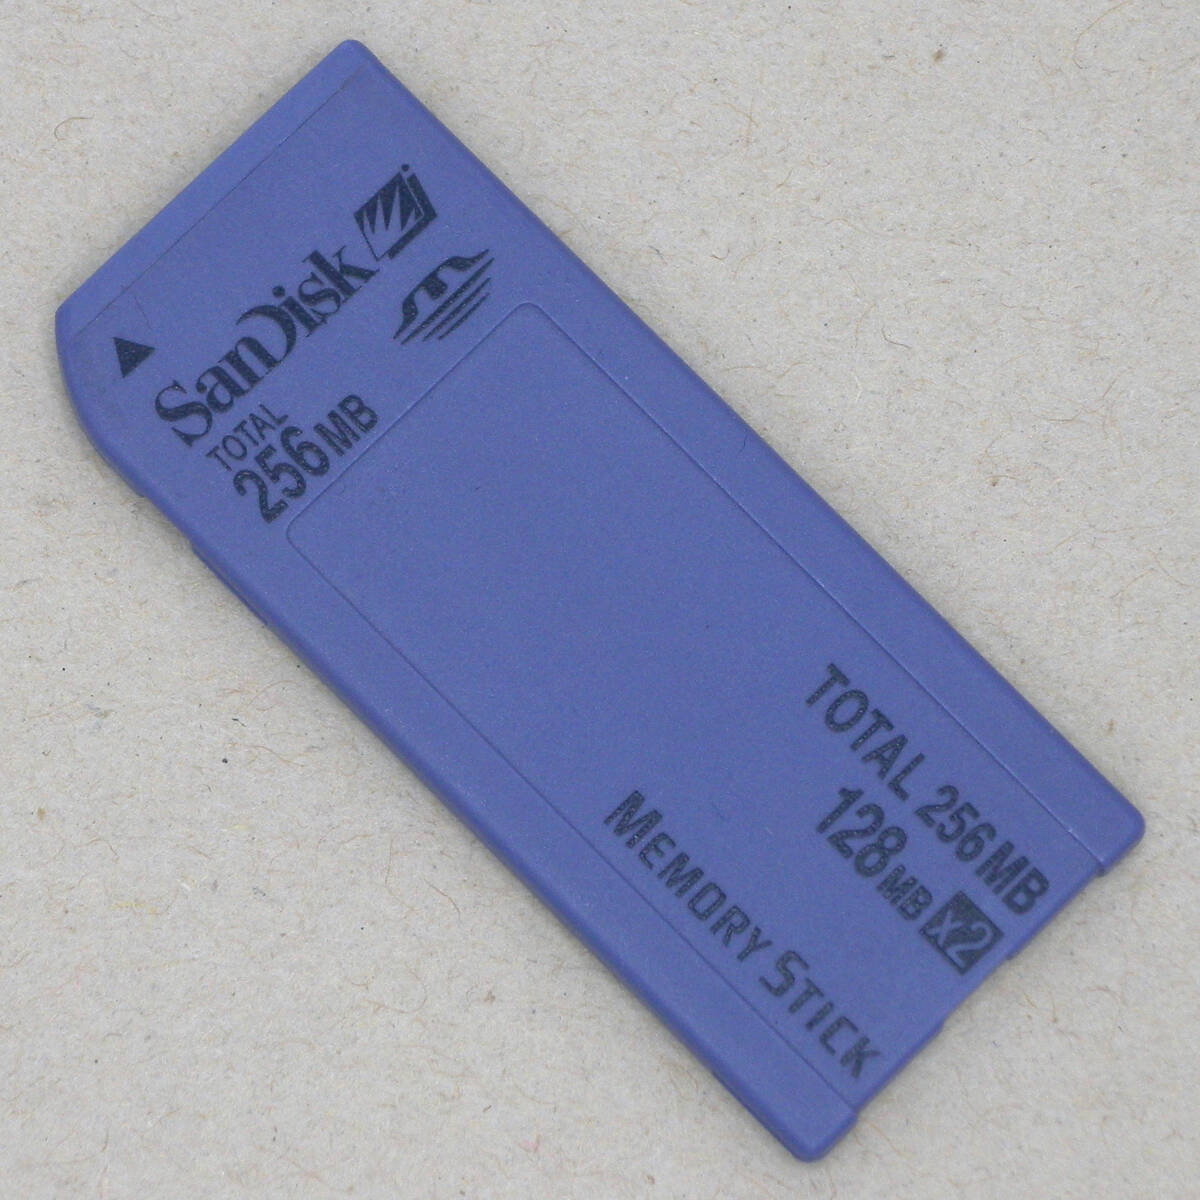 SanDisk
TOTAL
256MB
TOTAL 256MB
128MB x2
MEMORY STICK